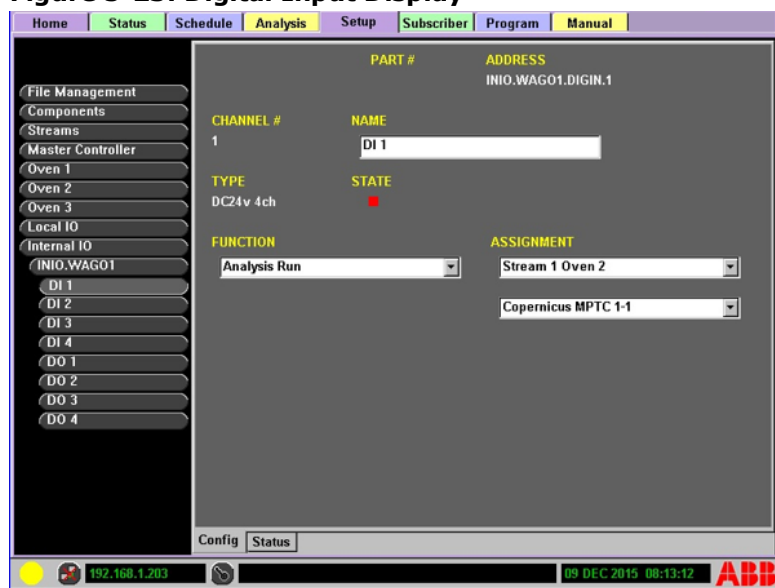 Figure 3-25: Digital Input Display
Home Status Schedule Analysis Setup Subscriber Program Manual
PART # ADDRESS
INIO.WAGO1.DIGIN.1
File Management
Components
Streams
Master Controller
Oven 1
Oven 2
Oven 3
Local IO
Internal IO
INIO.WAGO1
DI 1
DI 2
DI 3
DI 4
DO 1
DO 2
DO 3
DO 4
CHANNEL # NAME
1 DI 1
TYPE STATE
DC24v 4ch
FUNCTION ASSIGNMENT
Analysis Run Stream 1 Oven 2
Copernicus MPTC 1-1
Config Status
192.168.1.203 09 DEC 2015 08:13:12 ABB